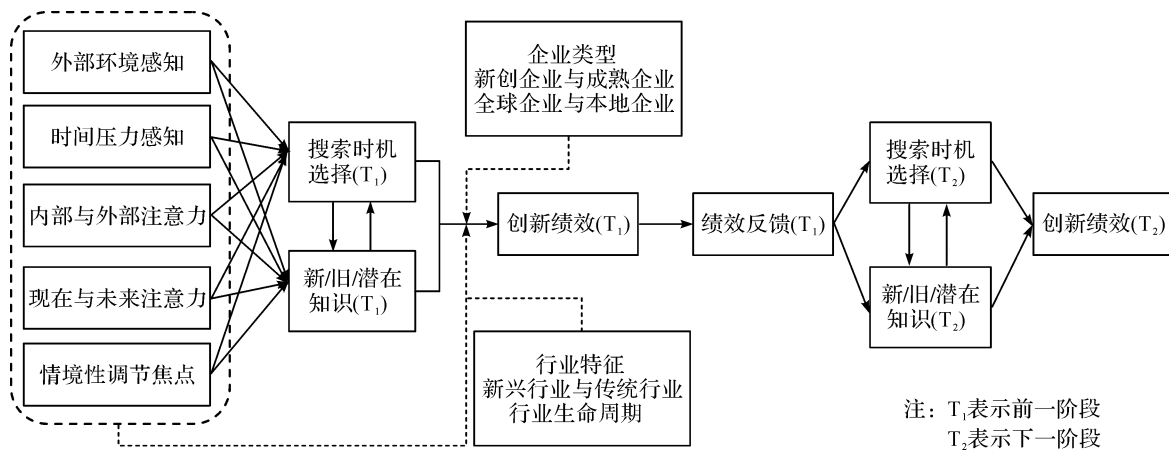 外部环境感知
时间压力感知
内部与外部注意力
现在与未来注意力
情境性调节焦点
搜索时机
选择(T₁)
新/旧/潜在
知识(T₁)
企业类型
新创企业与成熟企业
全球企业与本地企业
创新绩效(T₁)
行业特征
新兴行业与传统行业
行业生命周期
绩效反馈(T₁)
搜索时机
选择(T₂)
新/旧/潜在
知识(T₂)
创新绩效(T₂)
注：T₁表示前一阶段
T₂表示下一阶段